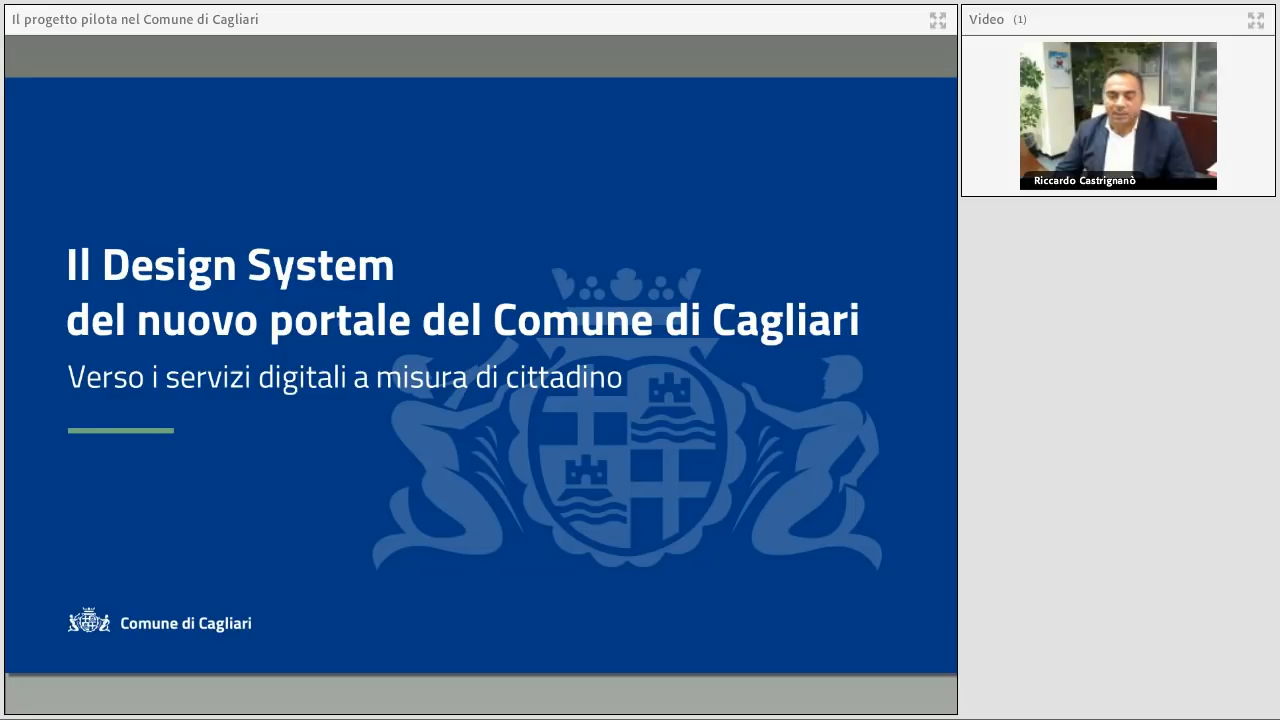 Il progetto pilota nel Comune di Cagliari
Video (1)
Riccardo Castrignanò
Il Design System
del nuovo portale del Comune di Cagliari
Verso i servizi digitali a misura di cittadino
Comune di Cagliari